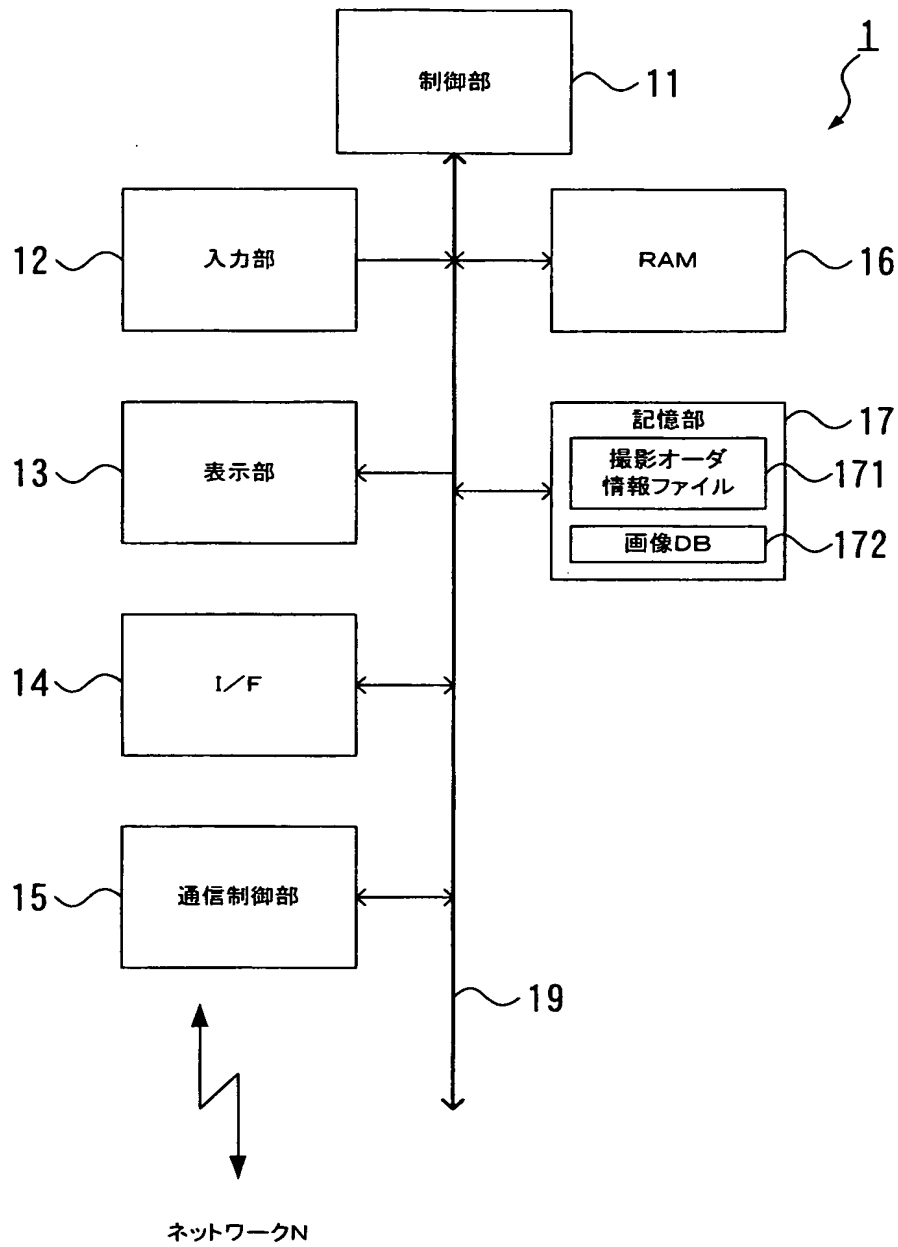 1
制御部
11
12
入力部
RAM
16
13
表示部
記憶部
17
撮影オーダ
情報ファイル
171
画像DB
172
14
I/F
15
通信制御部
19
ネットワークN